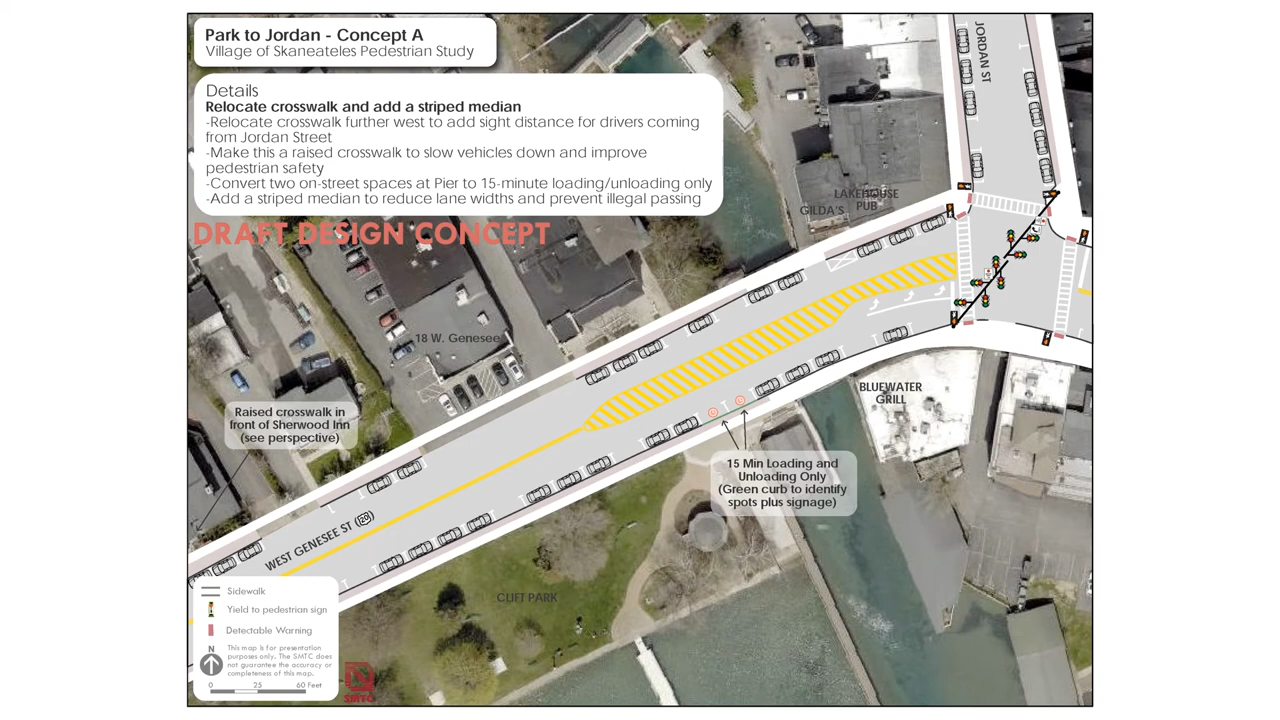 Park to Jordan - Concept A
Village of Skaneateles Pedestrian Study
Details
Relocate crosswalk and add a striped median
-Relocate crosswalk further west to add sight distance for drivers coming
from Jordan Street
-Make this a raised crosswalk to slow vehicles down and improve
pedestrian safety
-Convert two on-street spaces at Pier to 15-minute loading/unloading only
-Add a striped median to reduce lane widths and prevent illegal passing
DRAFT DESIGN CONCEPT
JORDAN ST
LAKEHOUSE
PUB
GILDA'S
18 W. Genesee
BLUEWATER
GRILL
Raised crosswalk in
front of Sherwood Inn
(see perspective)
15 Min Loading and
Unloading Only
(Green curb to identify
spots plus signage)
WEST GENESEE ST (20)
CLIFT PARK
Sidewalk
Yield to pedestrian sign
Detectable Warning
N
This map is for presentation
purposes only. The SMTC does
not guarantee the accuracy or
completeness of this map.
0 25 60 Feet
SMTC